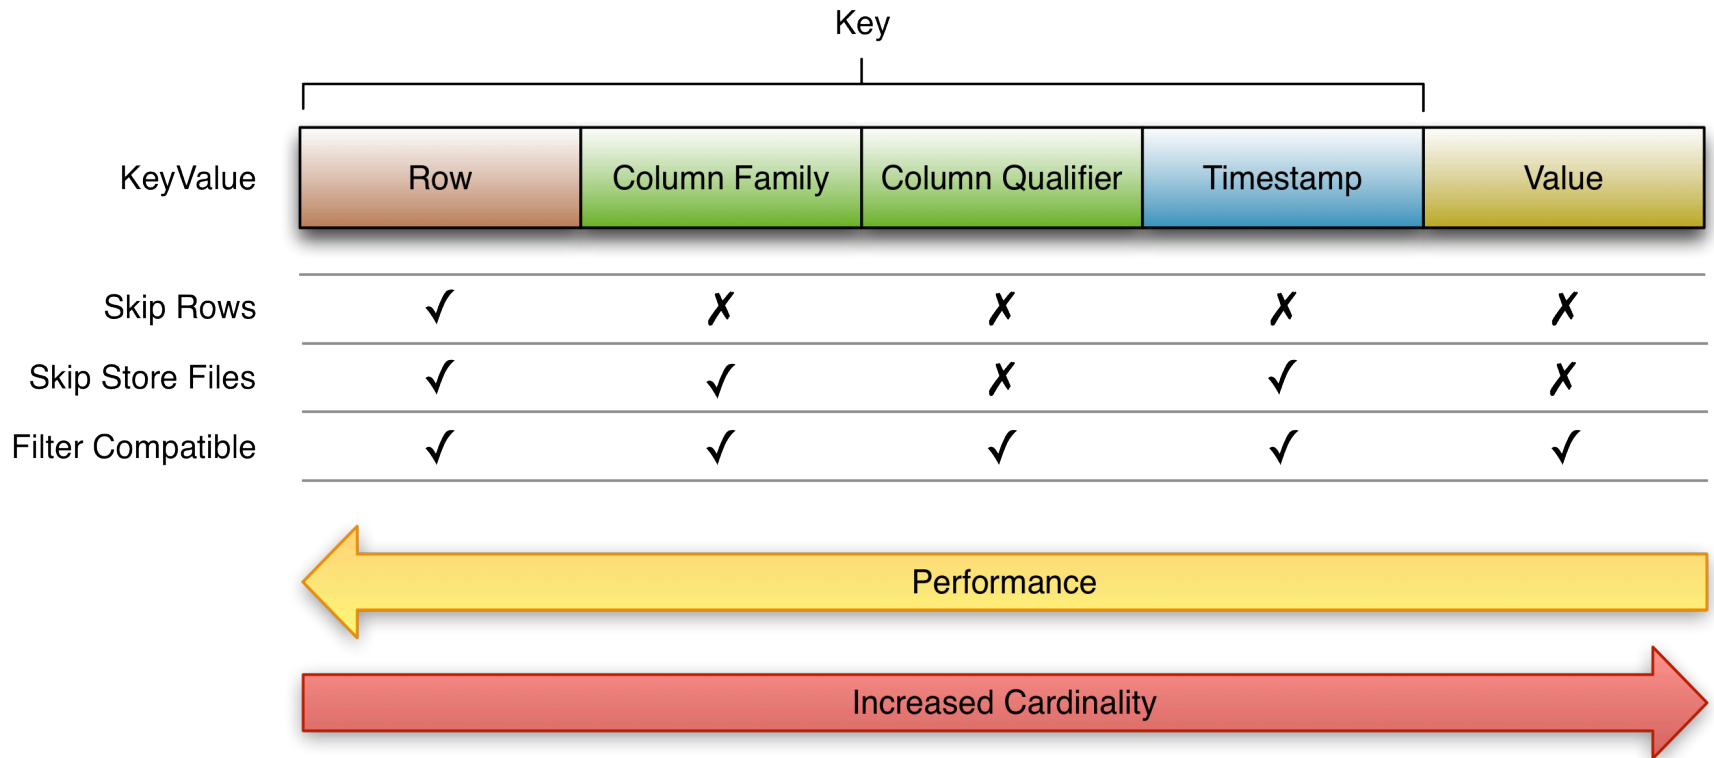 Key
KeyValue Row Column Family Column Qualifier Timestamp Value
Skip Rows ✓ ✗ ✗ ✗ ✗
Skip Store Files ✓ ✓ ✗ ✓ ✗
Filter Compatible ✓ ✓ ✓ ✓ ✓
Performance
Increased Cardinality